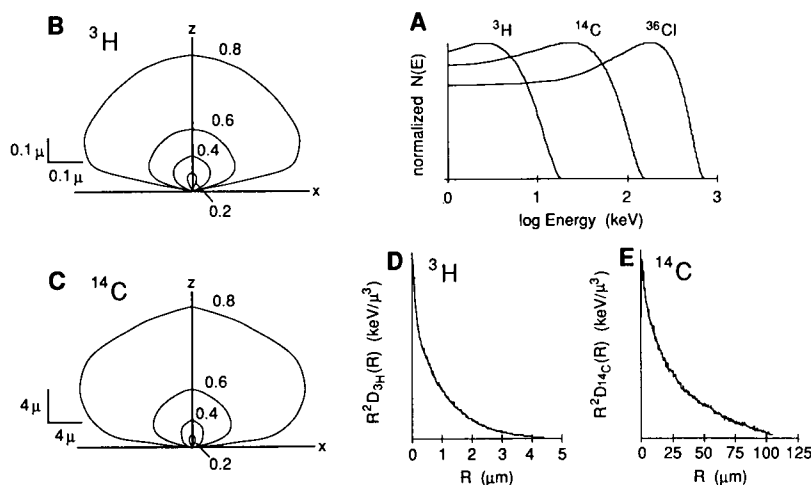 B
³H
z
0.8
0.6
0.4
0.2
0.1 μ
0.1 μ
x
A
³H
¹⁴C
³⁶Cl
normalized N(E)
0
1
2
3
log Energy (keV)
C
¹⁴C
z
0.8
0.6
0.4
0.2
4μ
4μ
x
D
³H
R²D₃H(R) (keV/μ³)
0
1
2
3
4
5
R (μm)
E
¹⁴C
R²D₁₄C(R) (keV/μ³)
0
25
50
75
100
125
R (μm)